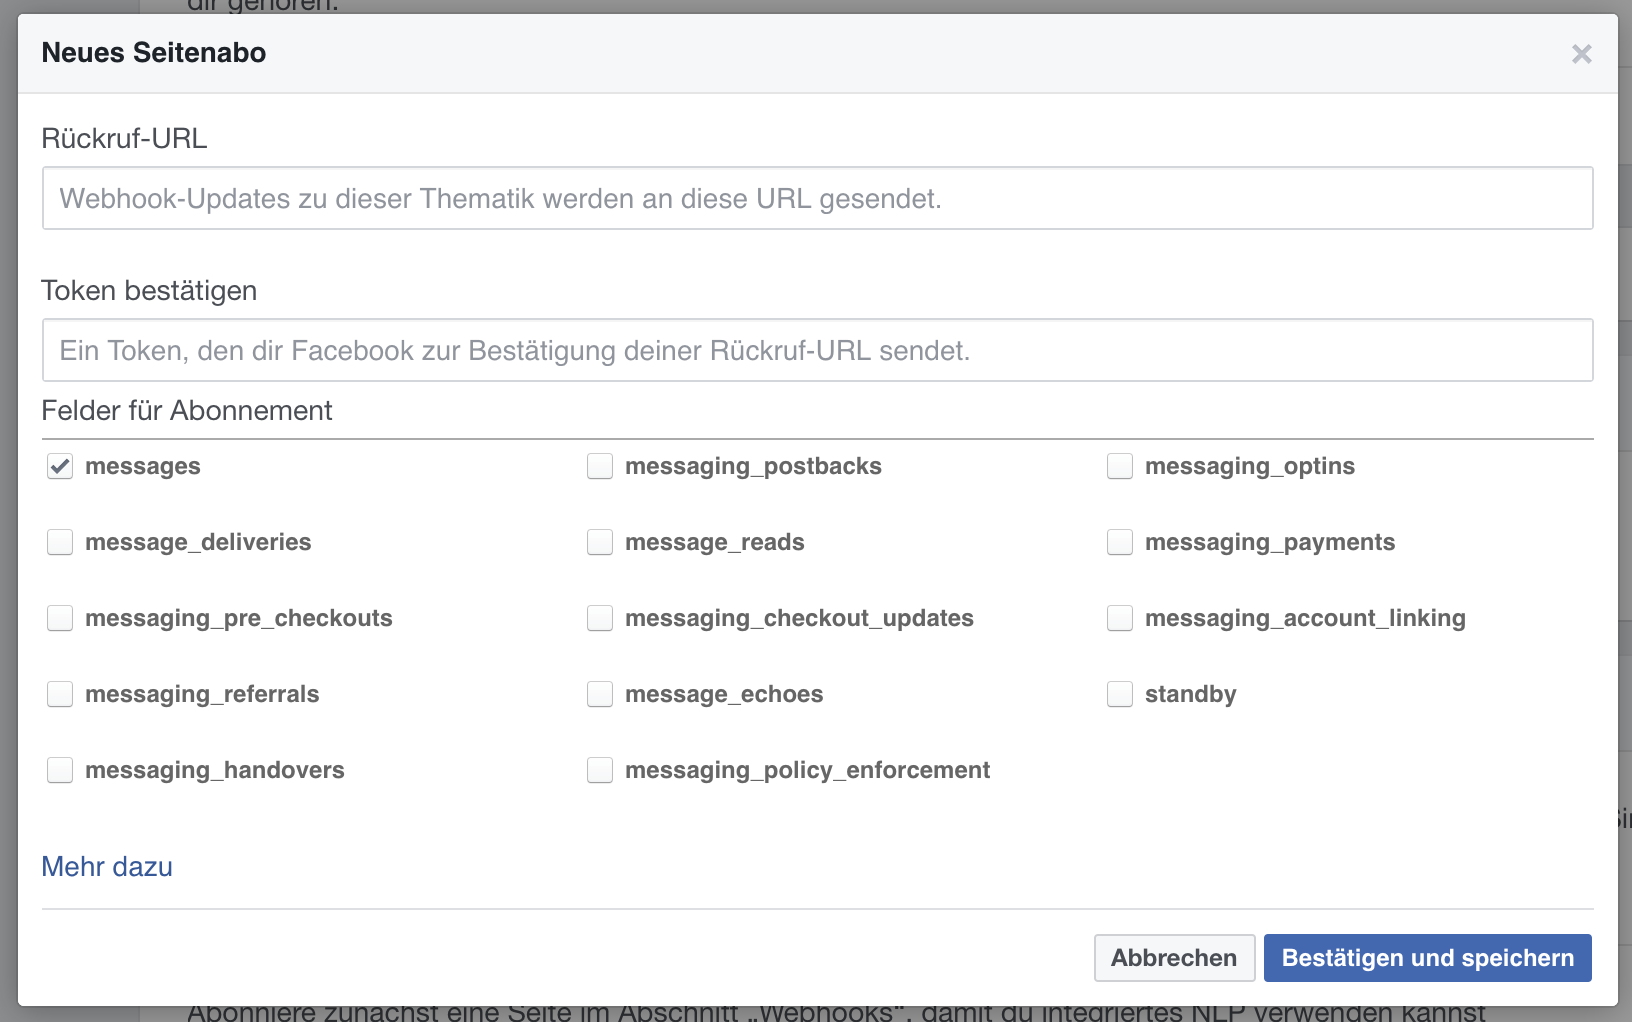 dir gehören.
Neues Seitenabo
Rückruf-URL
Webhook-Updates zu dieser Thematik werden an diese URL gesendet.
Token bestätigen
Ein Token, den dir Facebook zur Bestätigung deiner Rückruf-URL sendet.
Felder für Abonnement
messages messaging_postbacks messaging_optins
message_deliveries message_reads messaging_payments
messaging_pre_checkouts messaging_checkout_updates messaging_account_linking
messaging_referrals message_echoes standby
messaging_handovers messaging_policy_enforcement
Mehr dazu
Abbrechen Bestätigen und speichern
Abonniere zunächst eine Seite im Abschnitt „Webhooks“, damit du integriertes NLP verwenden kannst